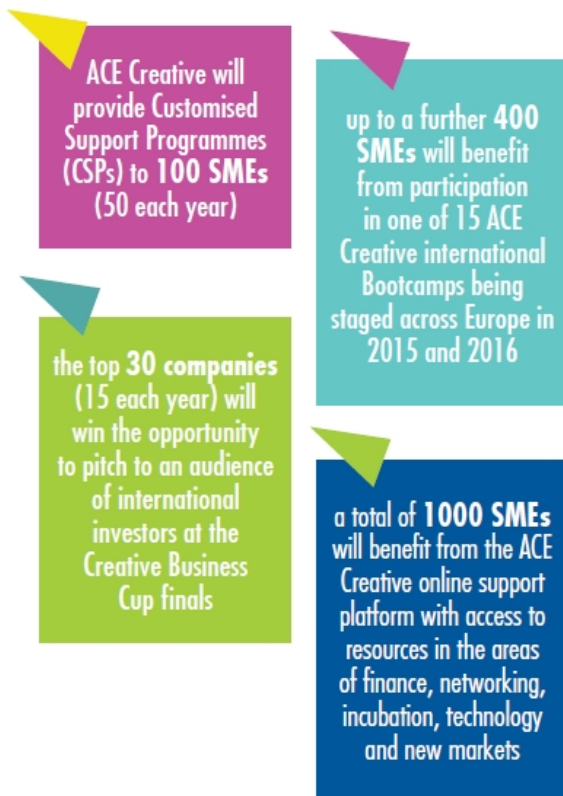 ACE Creative will
provide Customised
Support Programmes
(CSPs) to 100 SMEs
(50 each year)
up to a further 400
SMEs will benefit
from participation
in one of 15 ACE
Creative international
Bootcamps being
staged across Europe in
2015 and 2016
the top 30 companies
(15 each year) will
win the opportunity
to pitch to an audience
of international
investors at the
Creative Business
Cup finals
a total of 1000 SMEs
will benefit from the ACE
Creative online support
platform with access to
resources in the areas
of finance, networking,
incubation, technology
and new markets